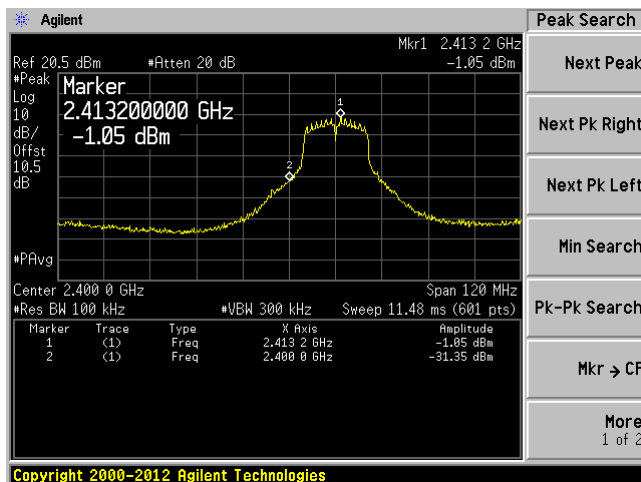 Agilent
Peak Search
Mkr1 2.413 2 GHz
Ref 20.5 dBm #Atten 20 dB -1.05 dBm
#Peak
Log
10
dB/
Offst
10.5
dB
#PAvg
Marker
2.413200000 GHz
-1.05 dBm
1
2
Center 2.400 0 GHz Span 120 MHz
#Res BW 100 kHz #VBW 300 kHz Sweep 11.48 ms (601 pts)
Marker Trace Type X Axis Amplitude
1 (1) Freq 2.413 2 GHz -1.05 dBm
2 (1) Freq 2.400 0 GHz -31.35 dBm
Next Peak
Next Pk Right
Next Pk Left
Min Search
Pk-Pk Search
Mkr → CF
More
1 of 2
Copyright 2000-2012 Agilent Technologies